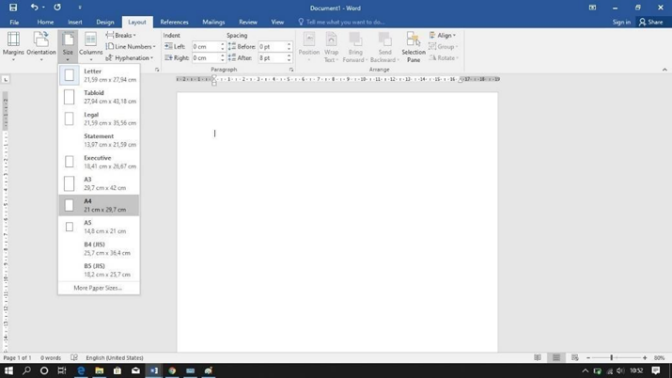 Document1 - Word
Sign in
Share
File Home Insert Design Layout References Mailings Review View Tell me what you want to do...
Margins Orientation Size Columns
Breaks
Line Numbers
Hyphenation
Indent Spacing
Left: 0 cm Before: 0 pt
Right: 0 cm After: 8 pt
Paragraph
Position Wrap Text Bring Forward Send Backward Selection Pane
Align
Group
Rotate
Arrange
Letter
21,59 cm x 27,94 cm
Tabloid
27,94 cm x 43,18 cm
Legal
21,59 cm x 35,56 cm
Statement
13,97 cm x 21,59 cm
Executive
18,41 cm x 26,67 cm
A3
29,7 cm x 42 cm
A4
21 cm x 29,7 cm
A5
14,8 cm x 21 cm
B4 (JIS)
25,7 cm x 36,4 cm
B5 (JIS)
18,2 cm x 25,7 cm
More Paper Sizes...
Page 1 of 1 0 words English (United States)
80%
10:52